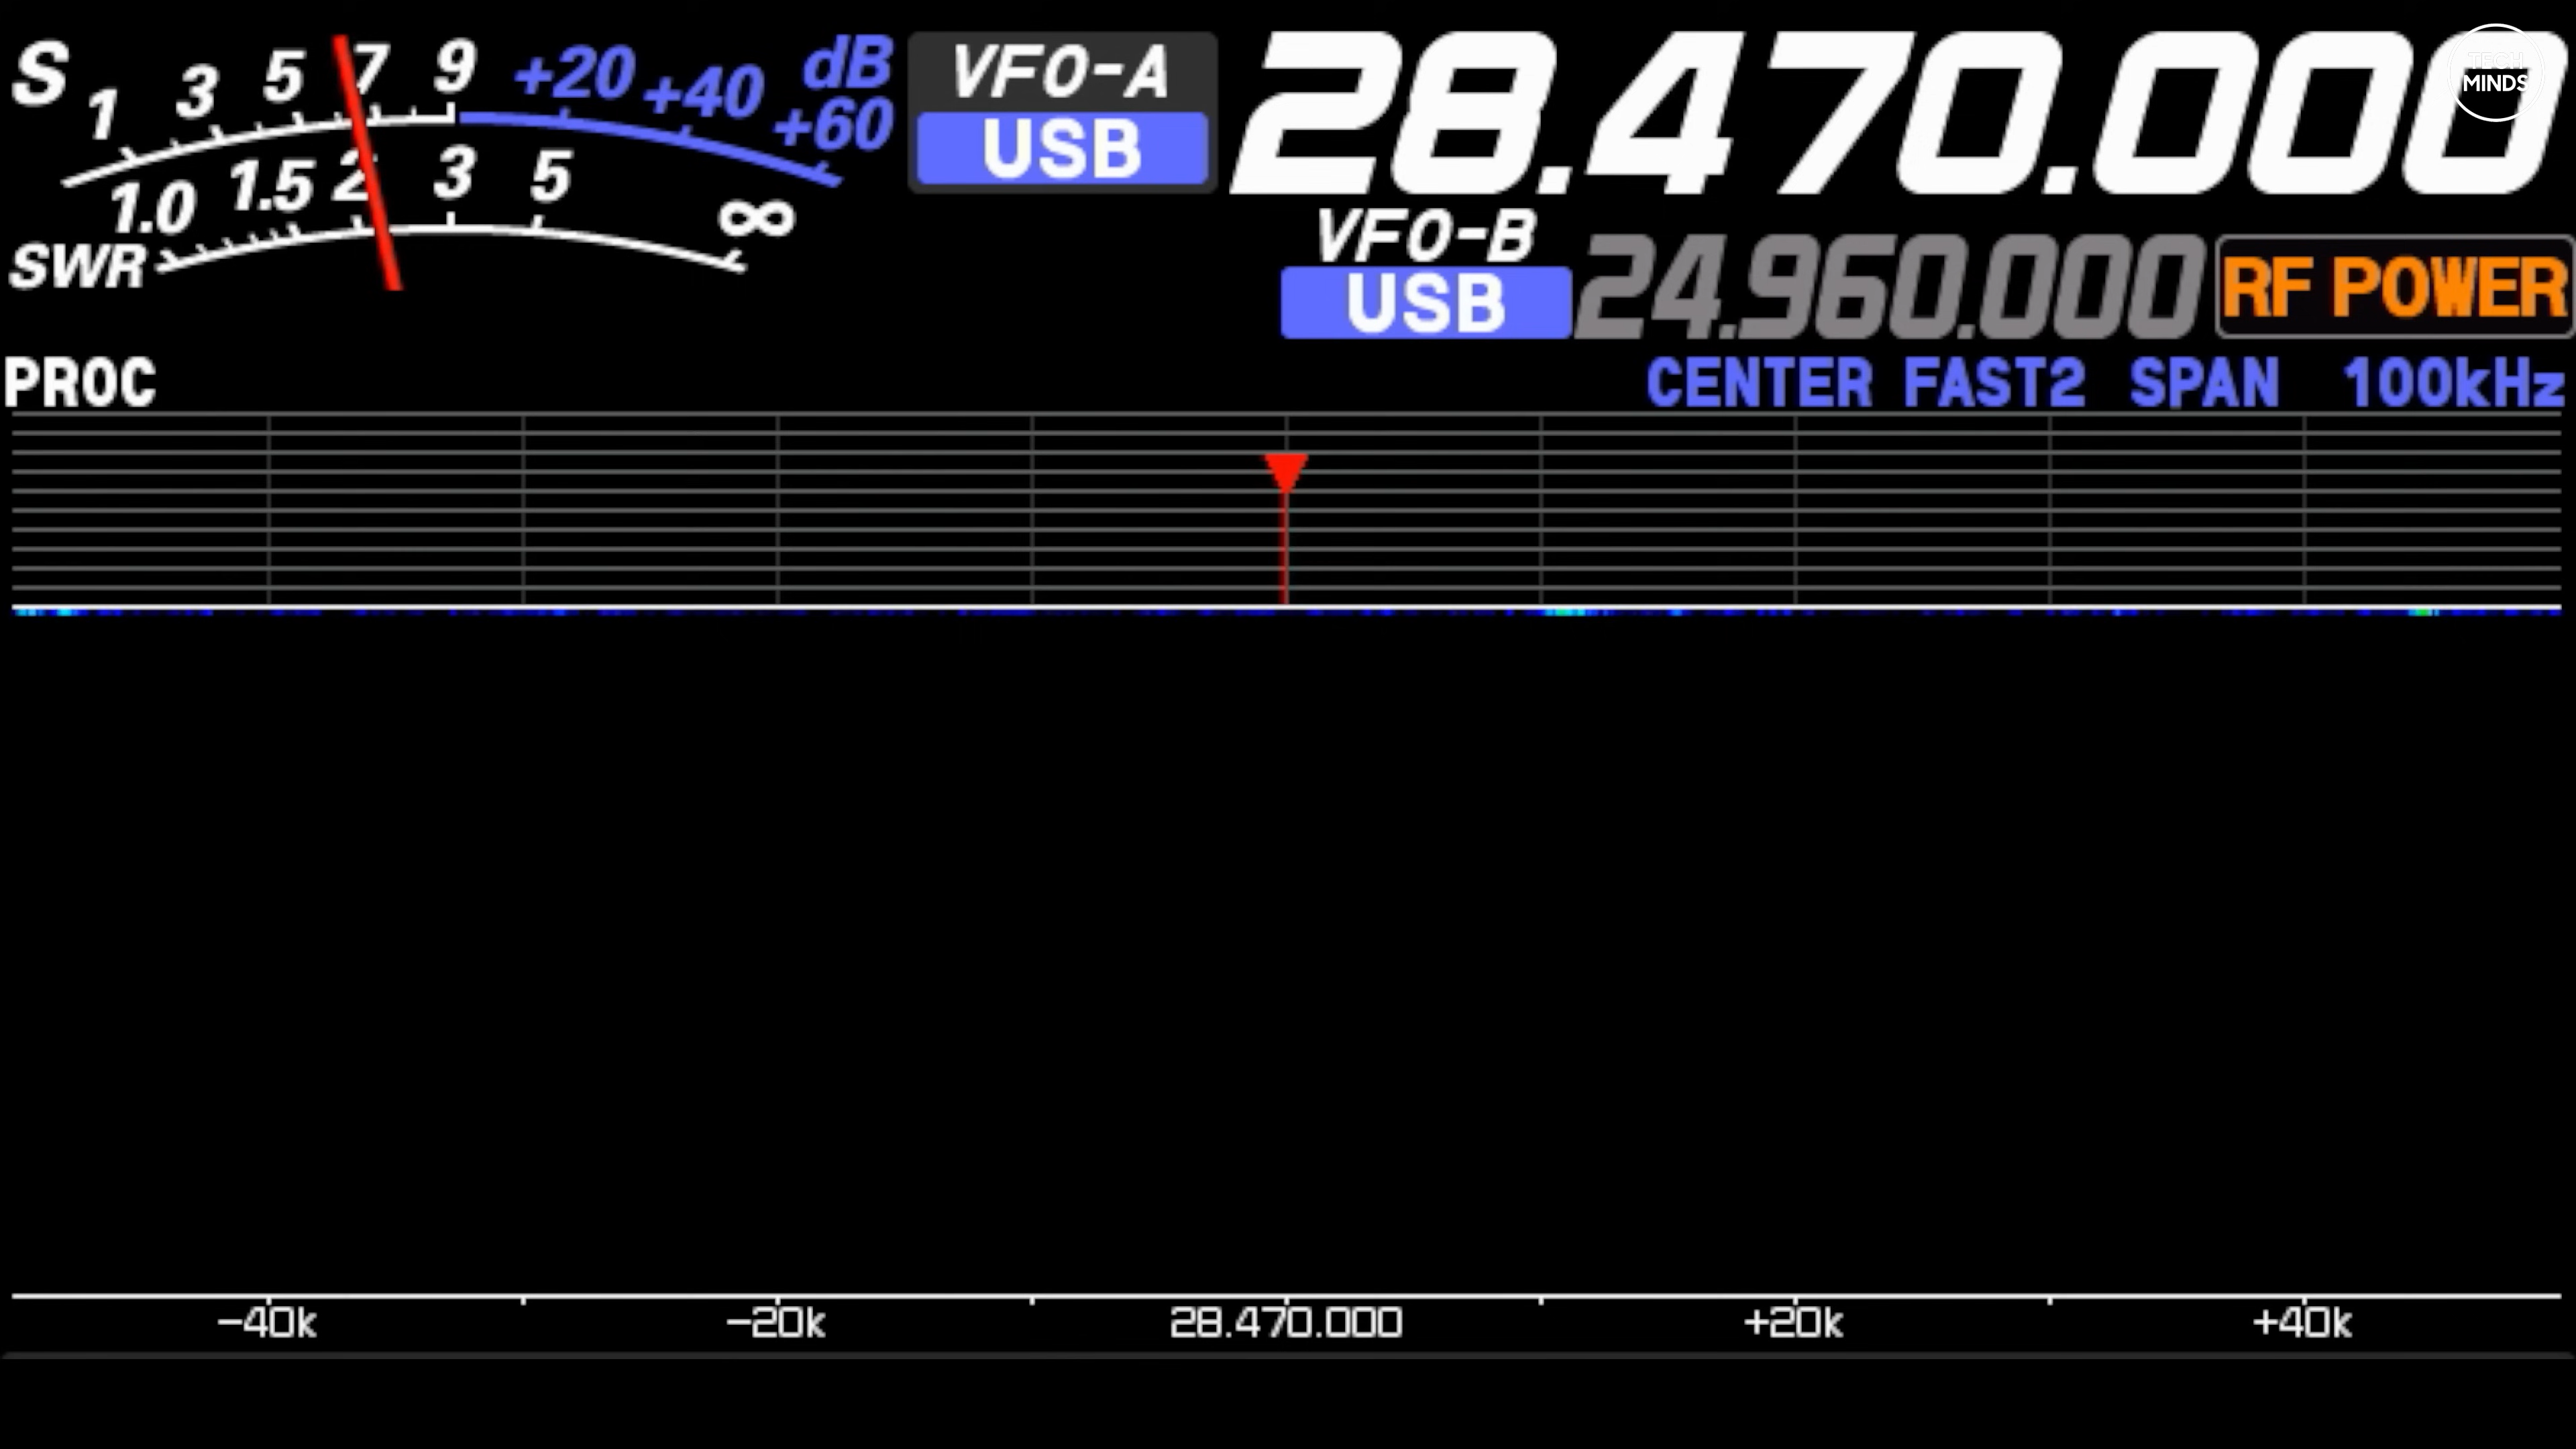 S 1 3 5 7 9 +20 +40 +60 dB
VFO-A 28.470.000
USB
TECH
MINDS
SWR 1.0 1.5 2 3 5 ∞
VFO-B
USB 24.960.000 RF POWER
PROC CENTER FAST2 SPAN 100kHz
-40k -20k 28.470.000 +20k +40k